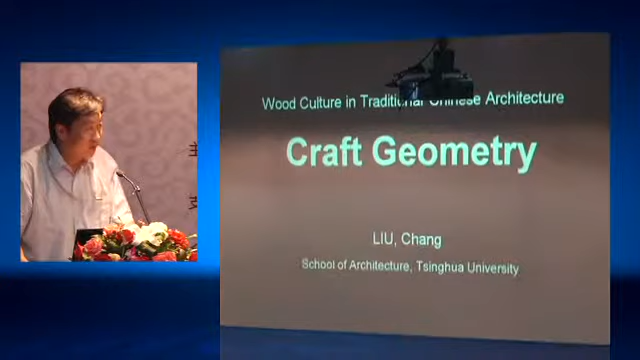 Wood Culture in Traditional Chinese Architecture
Craft Geometry
LIU, Chang
School of Architecture, Tsinghua University